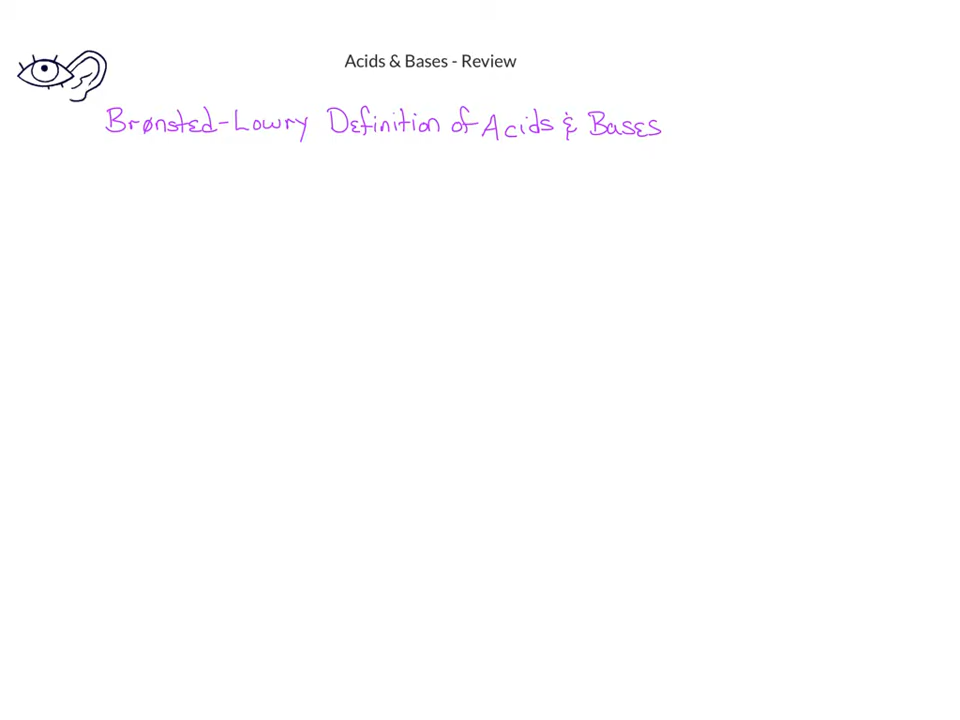 Acids & Bases - Review
Brønsted-Lowry Definition of Acids & Bases